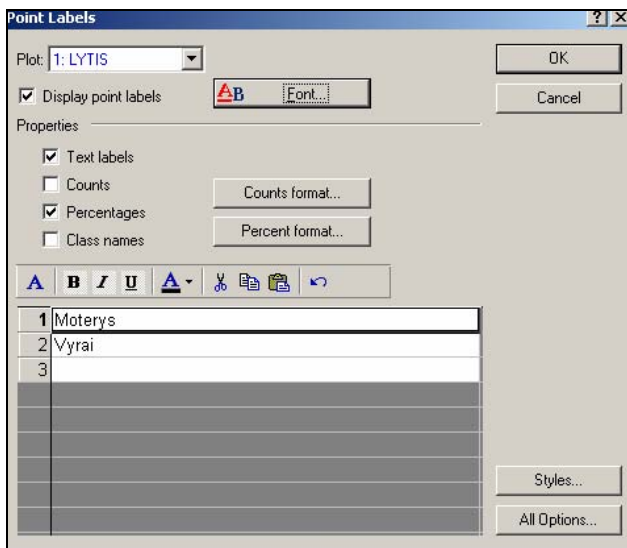 Point Labels
Plot: 1: LYTIS
OK
Display point labels
AB Font...
Cancel
Properties
Text labels
Counts
Counts format...
Percentages
Percent format...
Class names
A B I U A
1 Moterys
2 Vyrai
3
Styles...
All Options...